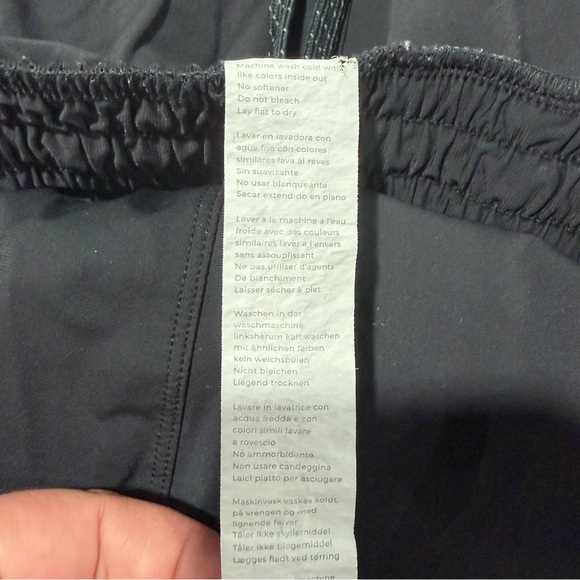 Machine wash cold with
like colors inside out
No softener
Do not bleach
Lay flat to dry
Lavar en lavadora con
agua fria con colores
similares lava al reves
Sin suavizante
No usar blanqueante
Secar extendido en plano
Laver a la machine a l'eau
froide avec des couleurs
similaires laver a l'envers
sans assouplissant
Ne pas utiliser d'agents
De blanchiment
Laisser sécher à plat
Waschen in der
waschmaschine
linksherum kalt waschen
mit ähnlichen farben
kein weichspülen
Nicht bleichen
Liegend trocknen
Lavare in lavatrice con
acqua fredda e con
colori simili lavare
a rovescio
No ammorbidente
Non usare candeggina
Laici piatto per asciugare
Maskinvask vaskes koldt,
på vrangen og med
lignende farver
Tåler ikke skyllemiddel
Tåler ikke blegemiddel
Lægges fladt ved tørring
machine